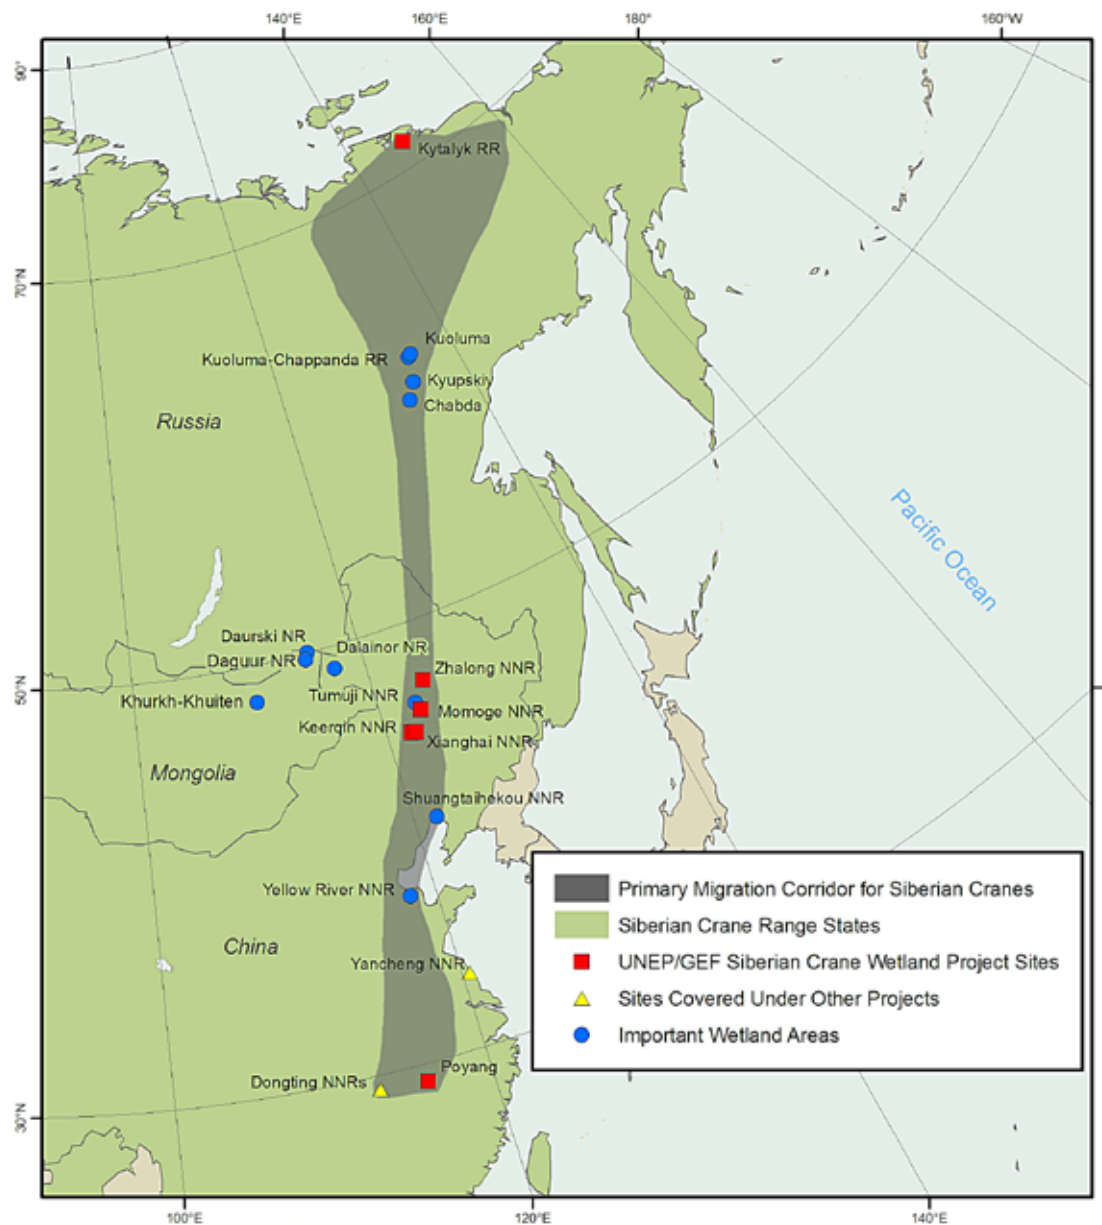 140°E
160°E
180°
160°W
90°
70°N
50°N
30°N
Kytalyk RR
Kuoluma
Kuoluma-Chappanda RR
Kyupskiy
Chabda
Russia
Pacific Ocean
Daurski NR
Dalainor NR
Daguur NR
Zhalong NNR
Tumuji NNR
Khurkh-Khuiten
Momoge NNR
Keerqin NNR
Xianghai NNR
Mongolia
Shuangtaihekou NNR
Yellow River NNR
China
Yancheng NNR
Poyang
Dongting NNRs
Primary Migration Corridor for Siberian Cranes
Siberian Crane Range States
UNEP/GEF Siberian Crane Wetland Project Sites
Sites Covered Under Other Projects
Important Wetland Areas
100°E
120°E
140°E